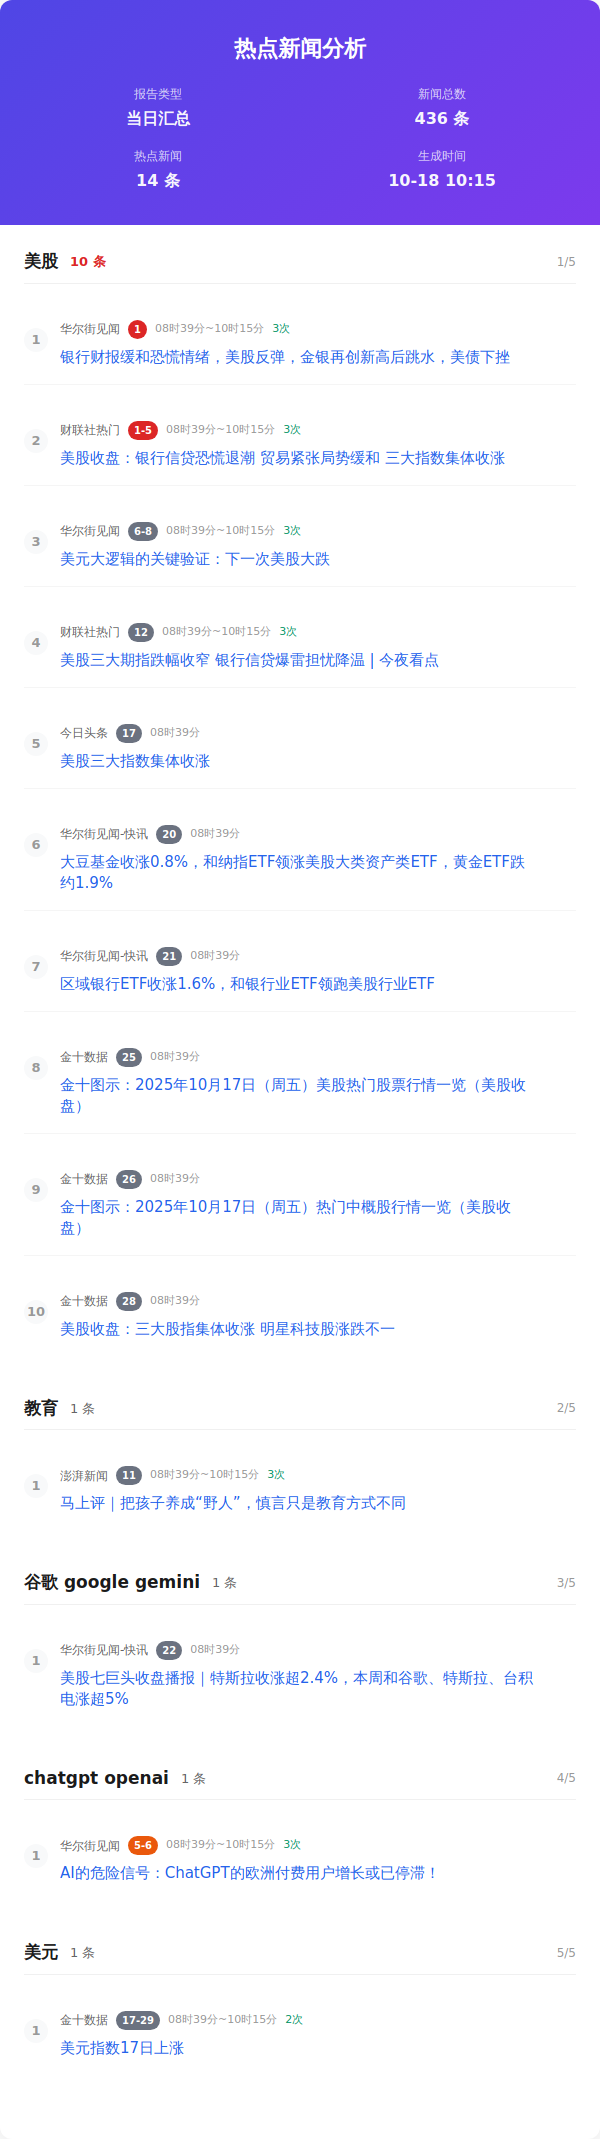 热点新闻分析
报告类型
新闻总数
当日汇总
436 条
热点新闻
生成时间
14 条
10-18 10:15
美股 10 条 1/5
1 华尔街见闻 1 08时39分~10时15分 3次
银行财报缓和恐慌情绪，美股反弹，金银再创新高后跳水，美债下挫
2 财联社热门 1-5 08时39分~10时15分 3次
美股收盘：银行信贷恐慌退潮 贸易紧张局势缓和 三大指数集体收涨
3 华尔街见闻 6-8 08时39分~10时15分 3次
美元大逻辑的关键验证：下一次美股大跌
4 财联社热门 12 08时39分~10时15分 3次
美股三大期指跌幅收窄 银行信贷爆雷担忧降温 | 今夜看点
5 今日头条 17 08时39分
美股三大指数集体收涨
6 华尔街见闻-快讯 20 08时39分
大豆基金收涨0.8%，和纳指ETF领涨美股大类资产类ETF，黄金ETF跌
约1.9%
7 华尔街见闻-快讯 21 08时39分
区域银行ETF收涨1.6%，和银行业ETF领跑美股行业ETF
8 金十数据 25 08时39分
金十图示：2025年10月17日（周五）美股热门股票行情一览（美股收
盘）
9 金十数据 26 08时39分
金十图示：2025年10月17日（周五）热门中概股行情一览（美股收
盘）
10 金十数据 28 08时39分
美股收盘：三大股指集体收涨 明星科技股涨跌不一
教育 1 条 2/5
1 澎湃新闻 11 08时39分~10时15分 3次
马上评｜把孩子养成“野人”，慎言只是教育方式不同
谷歌 google gemini 1 条 3/5
1 华尔街见闻-快讯 22 08时39分
美股七巨头收盘播报｜特斯拉收涨超2.4%，本周和谷歌、特斯拉、台积
电涨超5%
chatgpt openai 1 条 4/5
1 华尔街见闻 5-6 08时39分~10时15分 3次
AI的危险信号：ChatGPT的欧洲付费用户增长或已停滞！
美元 1 条 5/5
1 金十数据 17-29 08时39分~10时15分 2次
美元指数17日上涨